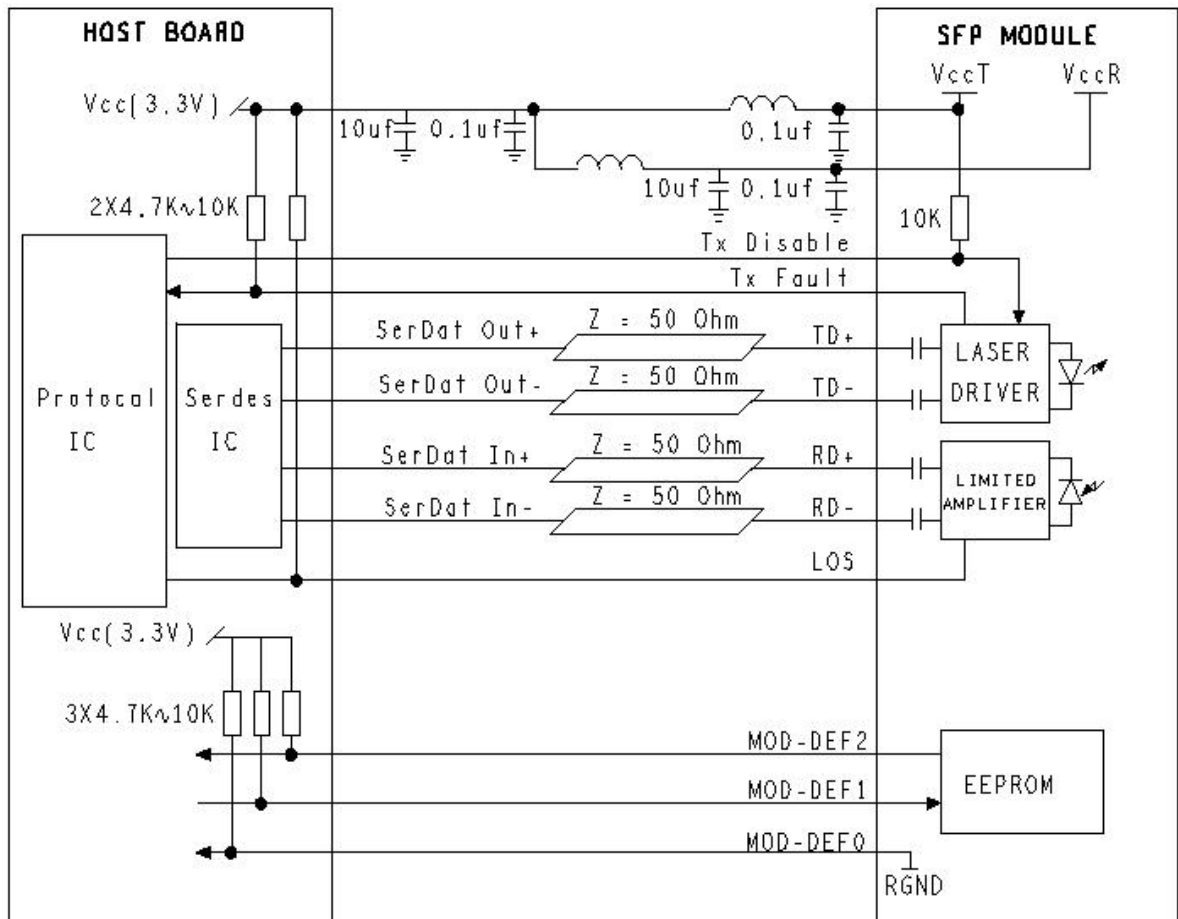 HOST BOARD
SFP MODULE
VccT
VccR
Vcc(3.3V)
10uf
0.1uf
0.1uf
10uf
0.1uf
2X4.7K∿10K
10K
Tx Disable
Tx Fault
SerDat Out+
Z = 50 Ohm
TD+
SerDat Out-
Z = 50 Ohm
TD-
LASER
DRIVER
Protocal
IC
Serdes
IC
SerDat In+
Z = 50 Ohm
RD+
SerDat In-
Z = 50 Ohm
RD-
LIMITED
AMPLIFIER
LOS
Vcc(3.3V)
3X4.7K∿10K
MOD-DEF2
MOD-DEF1
EEPROM
MOD-DEF0
RGND